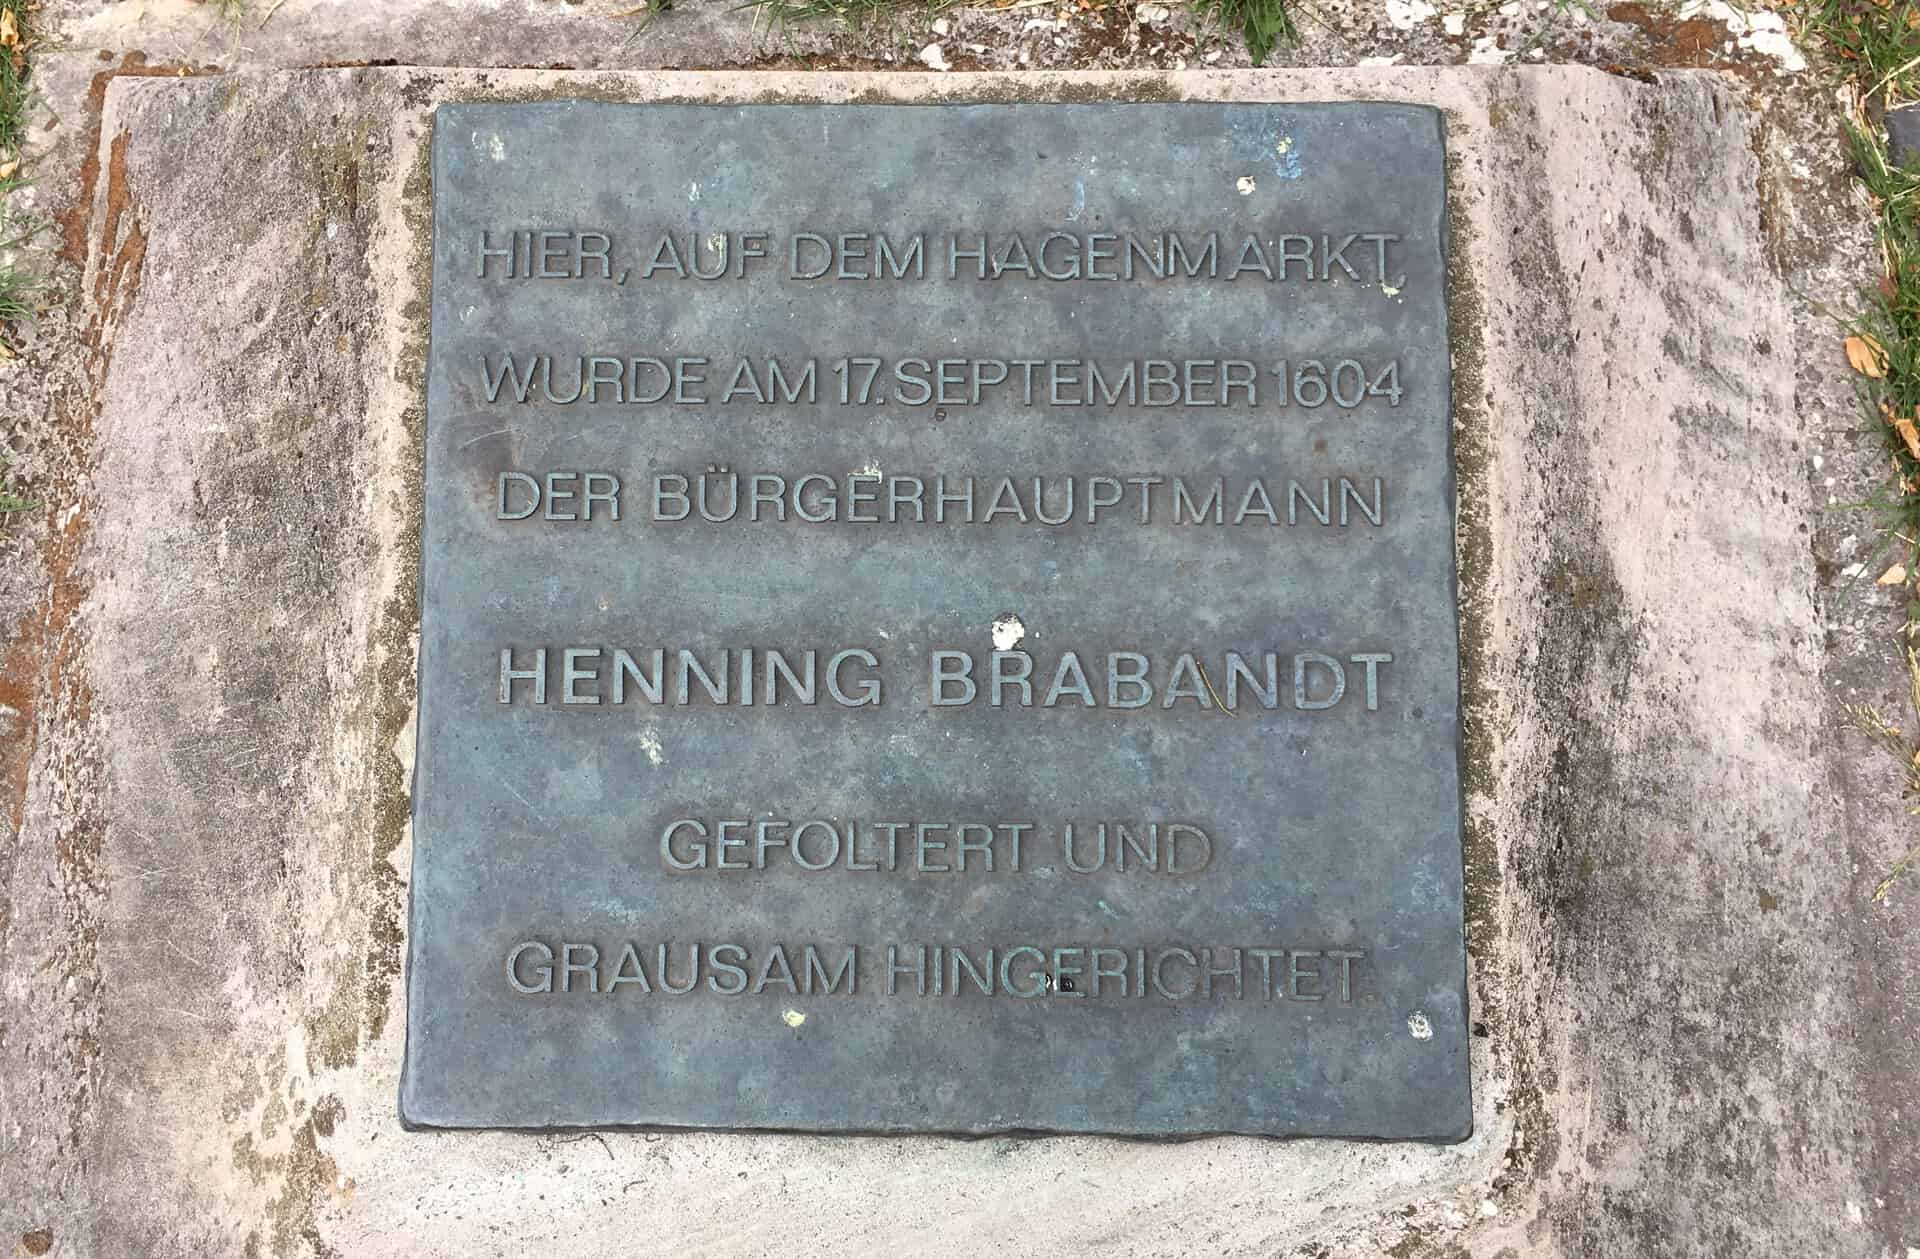 HIER, AUF DEM HAGENMARKT,
WURDE AM 17. SEPTEMBER 1604
DER BÜRGERHAUPTMANN
HENNING BRABANDT
GEFOLTERT UND
GRAUSAM HINGERICHTET.